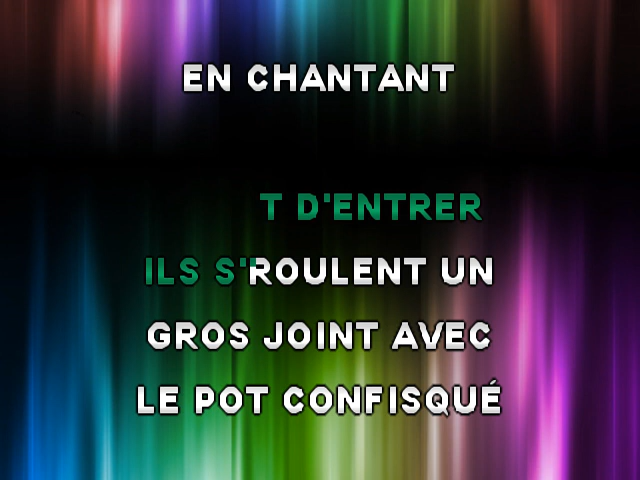 EN CHANTANT
T D'ENTRER
ILS S'ROULENT UN
GROS JOINT AVEC
LE POT CONFISQUÉ